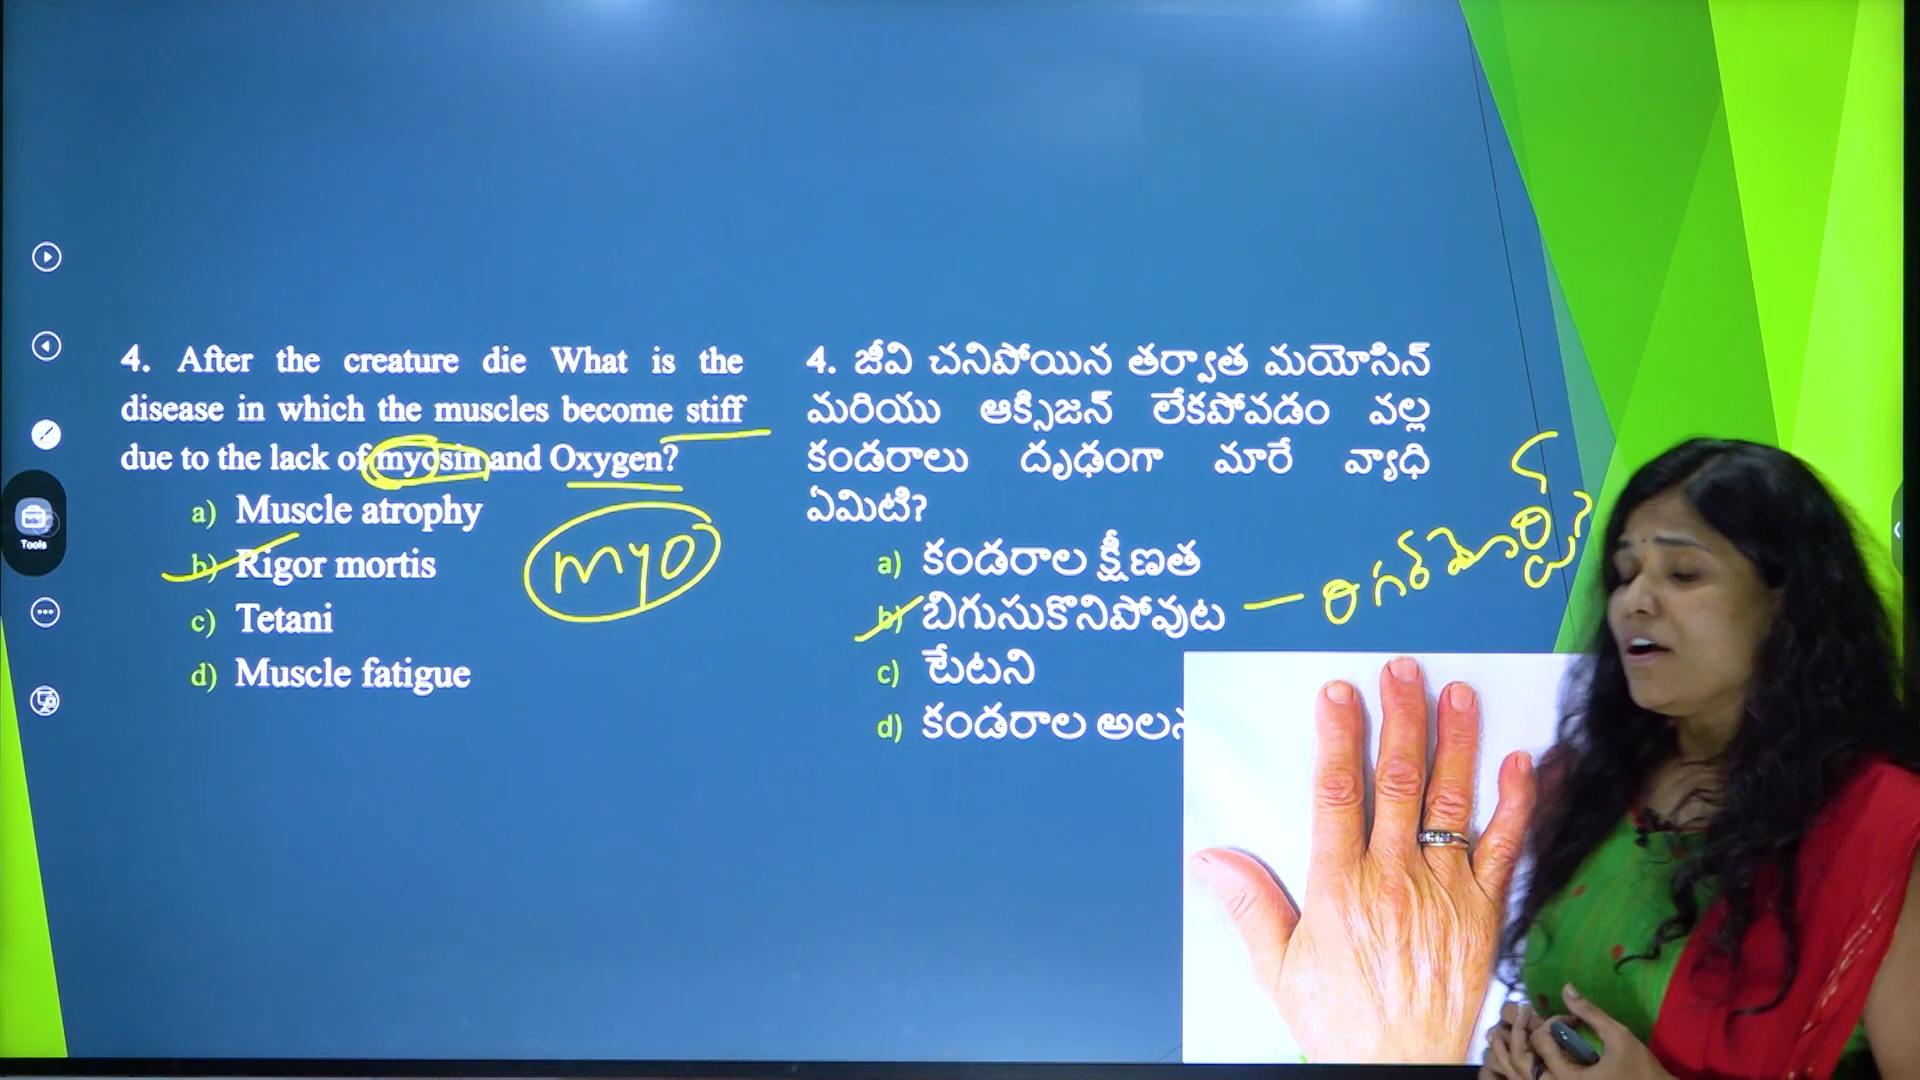 4. After the creature die What is the
disease in which the muscles become stiff
due to the lack of myosin and Oxygen?
a) Muscle atrophy
b) Rigor mortis
c) Tetani
d) Muscle fatigue
myo
4. జీవి చనిపోయిన తర్వాత మయోసిన్
మరియు ఆక్సిజన్ లేకపోవడం వల్ల
కండరాలు దృఢంగా మారే వ్యాధి
ఏమిటి?
a) కండరాల క్షీణత
b) బిగుసుకొనిపోవుట –
c) టేటని
d) కండరాల
Tools